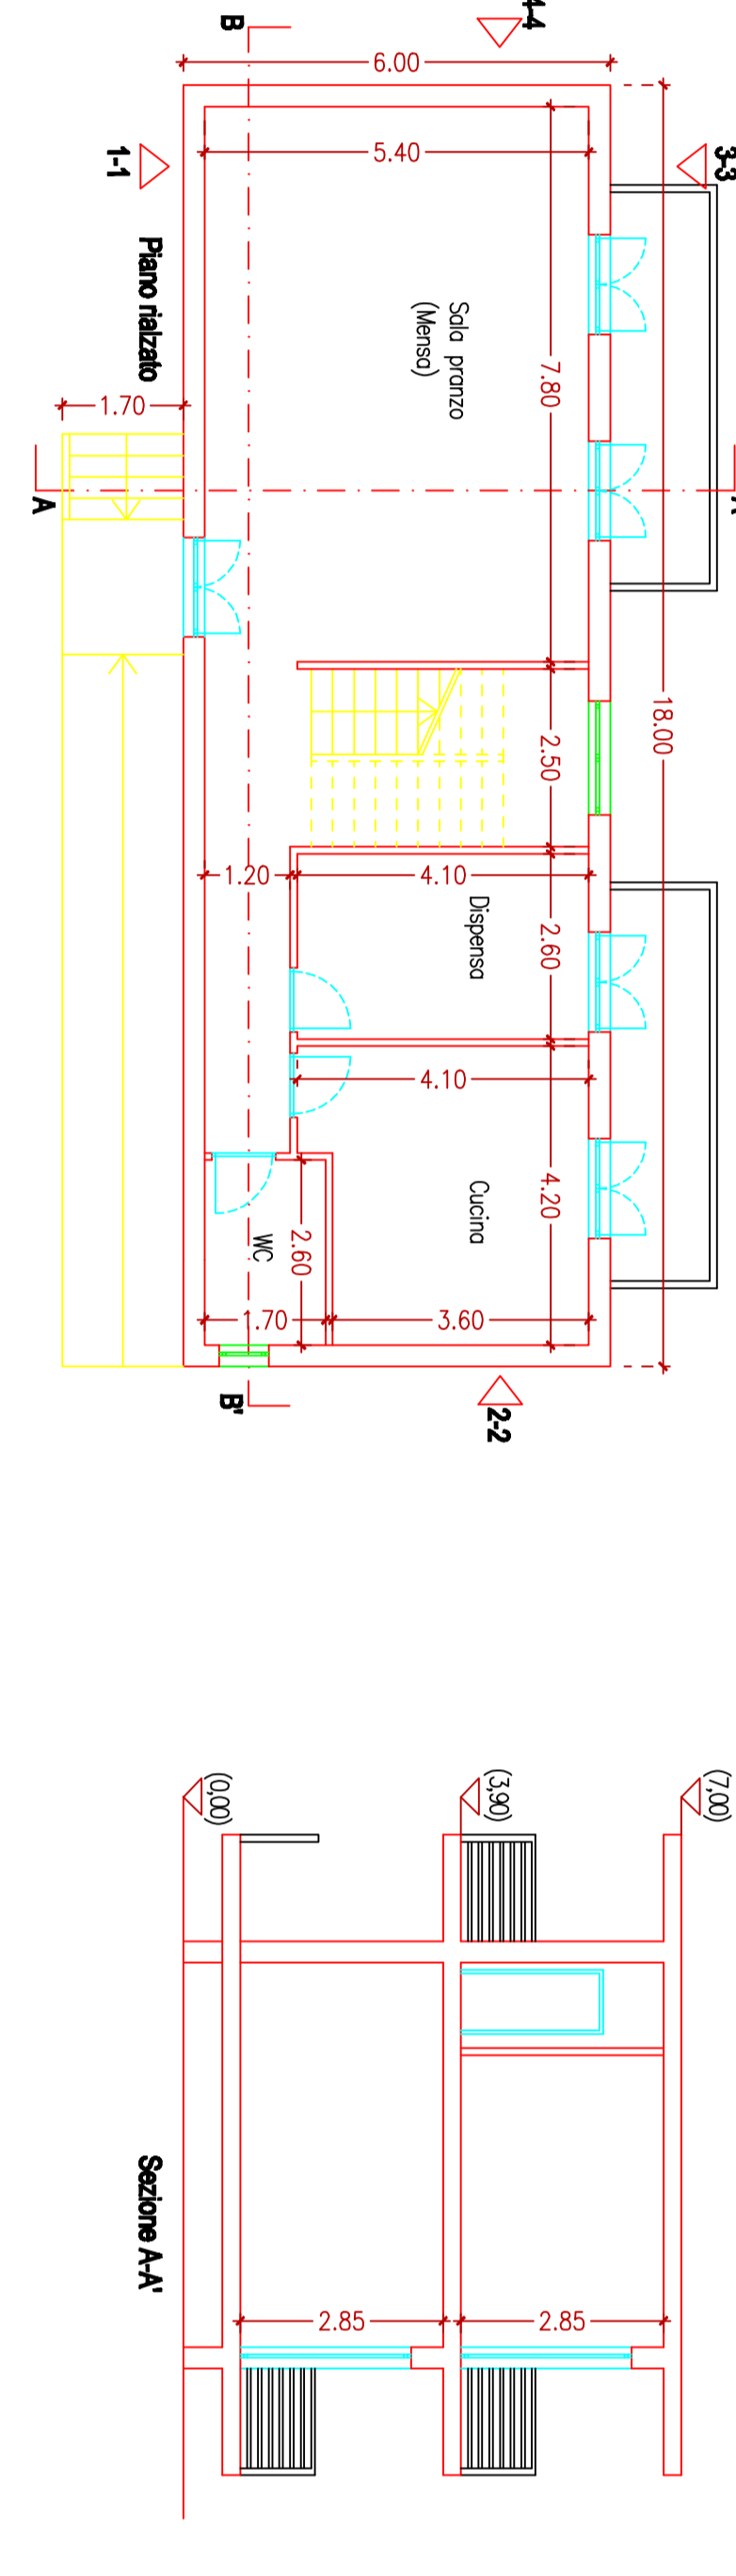 4-4
B
6.00
3-3
1-1
5.40
Piano rialzato
Sala pranzo
(Mensa)
7.80
1.70
A
18.00
2.50
1.20
4.10
Dispensa
2.60
4.10
Cucina
4.20
WC
2.60
1.70
3.60
B'
2-2
(0,00)
(3,90)
(7,00)
Sezione A-A'
2.85
2.85